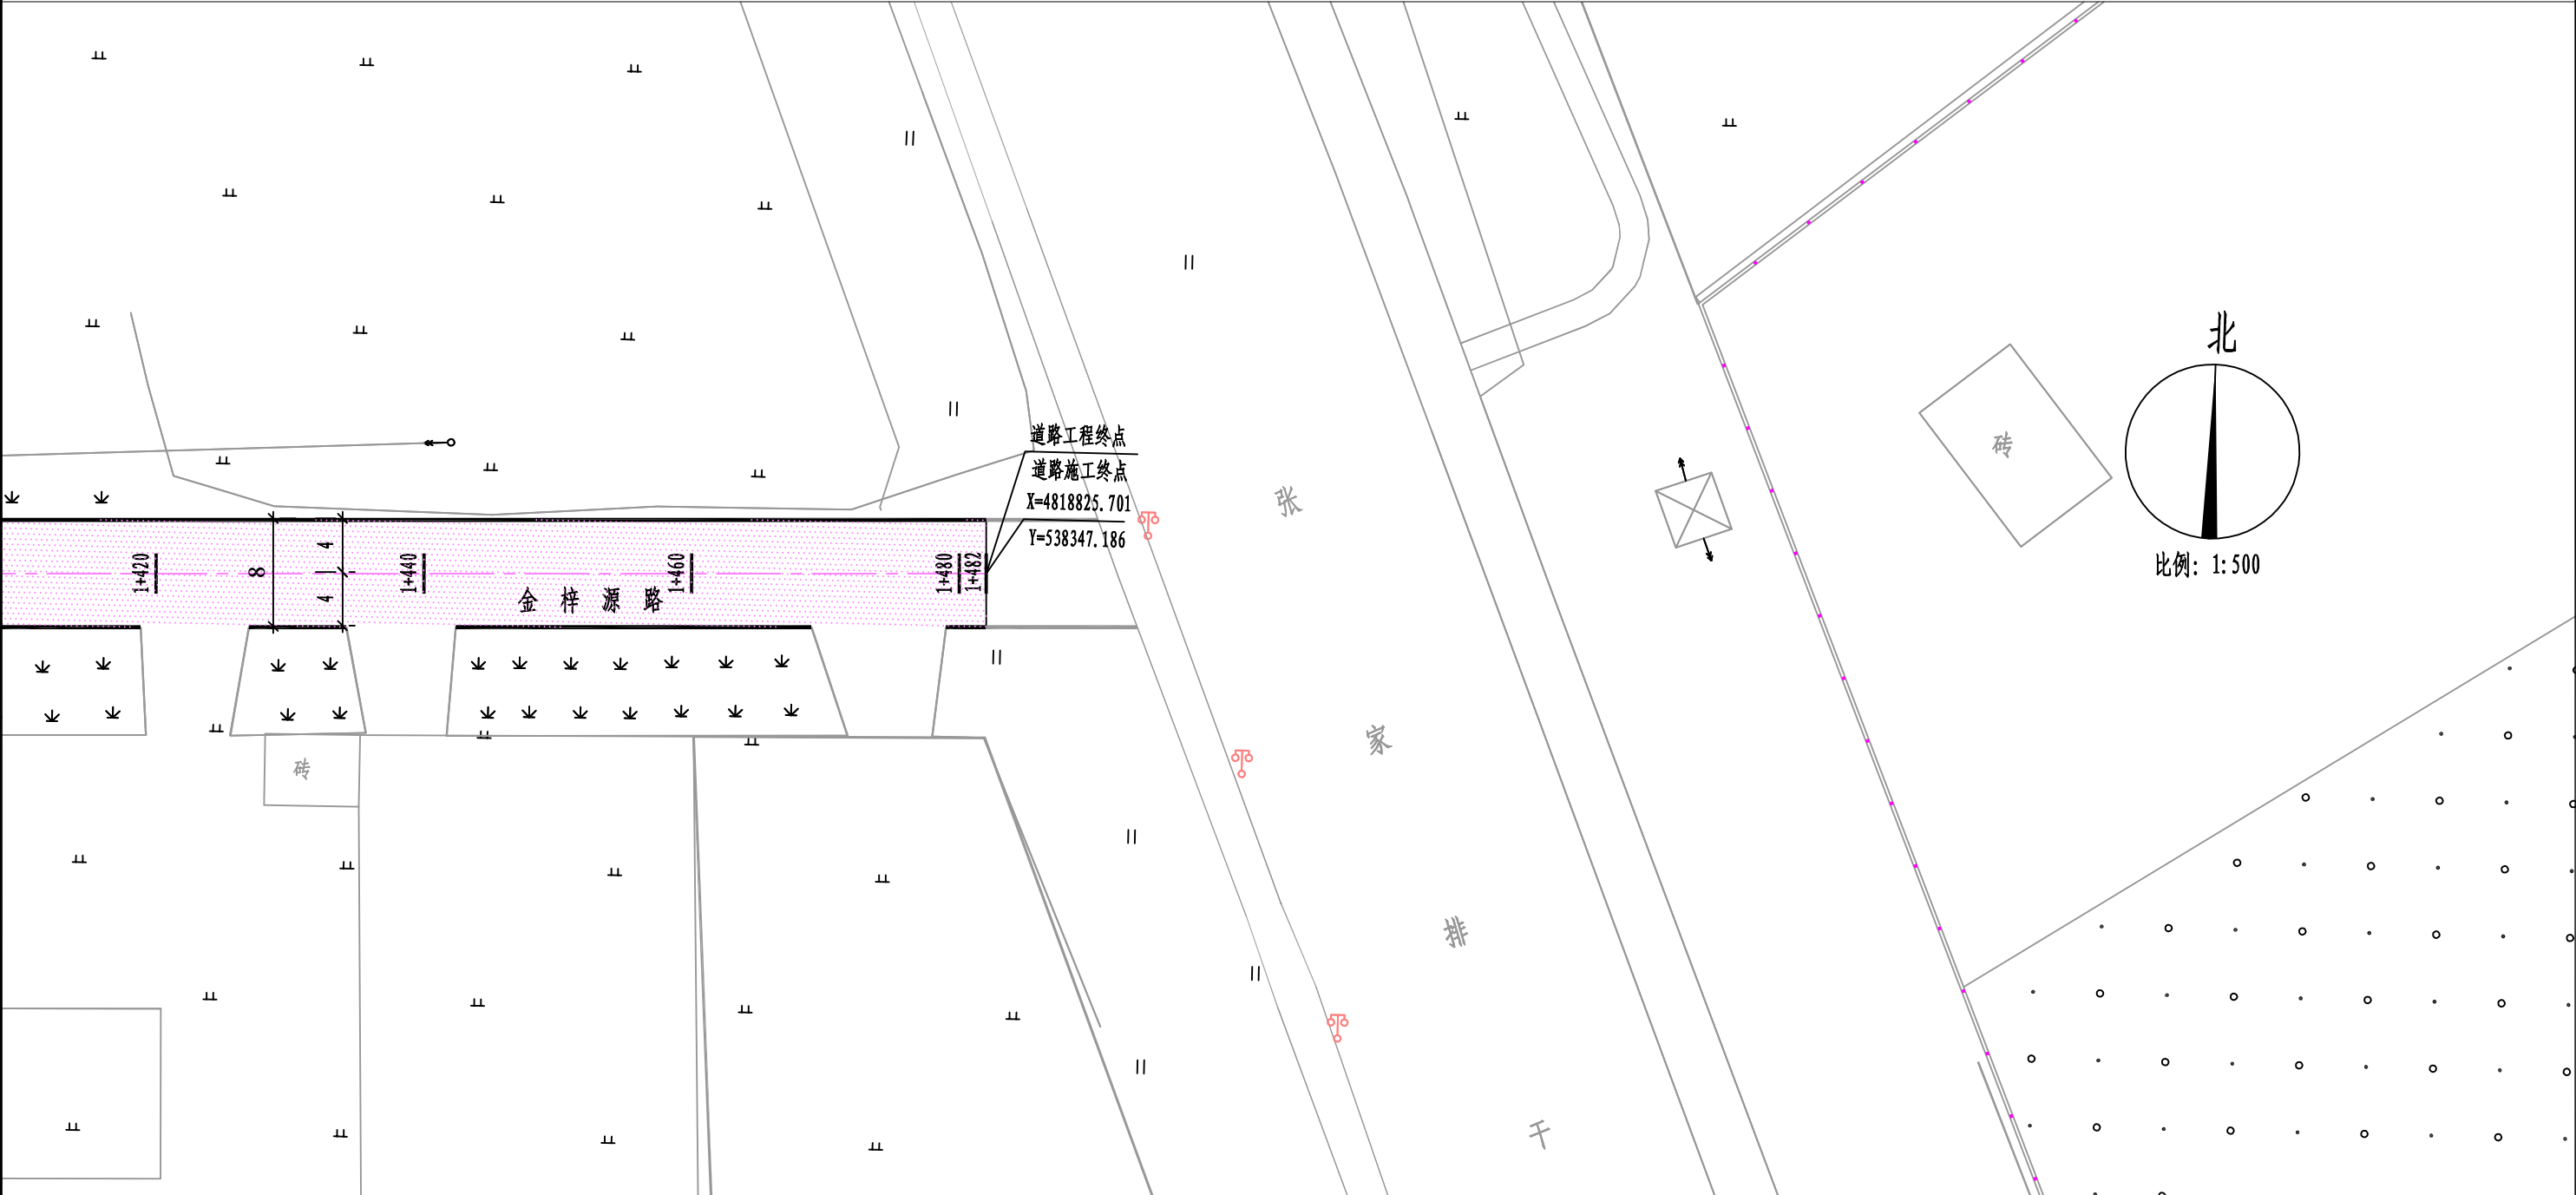 北
比例: 1:500
砖
道路工程终点
道路施工终点
X=4818825.701
Y=538347.186
1+420
8
4
4
1+440
1+460
1+480
1+482
金梓源路
砖
张
家
排
干